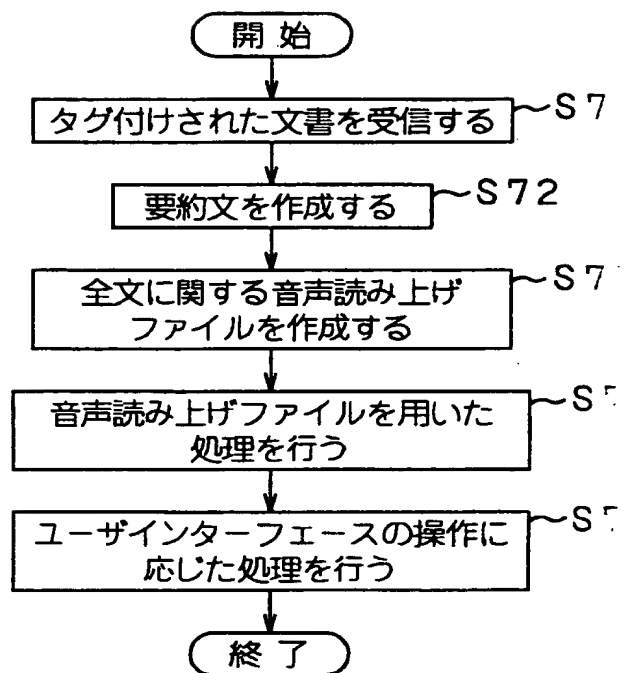 開始
タグ付けされた文書を受信する
S7
要約文を作成する
S72
全文に関する音声読み上げ
ファイルを作成する
S7
音声読み上げファイルを用いた
処理を行う
ユーザインターフェースの操作に
応じた処理を行う
終了